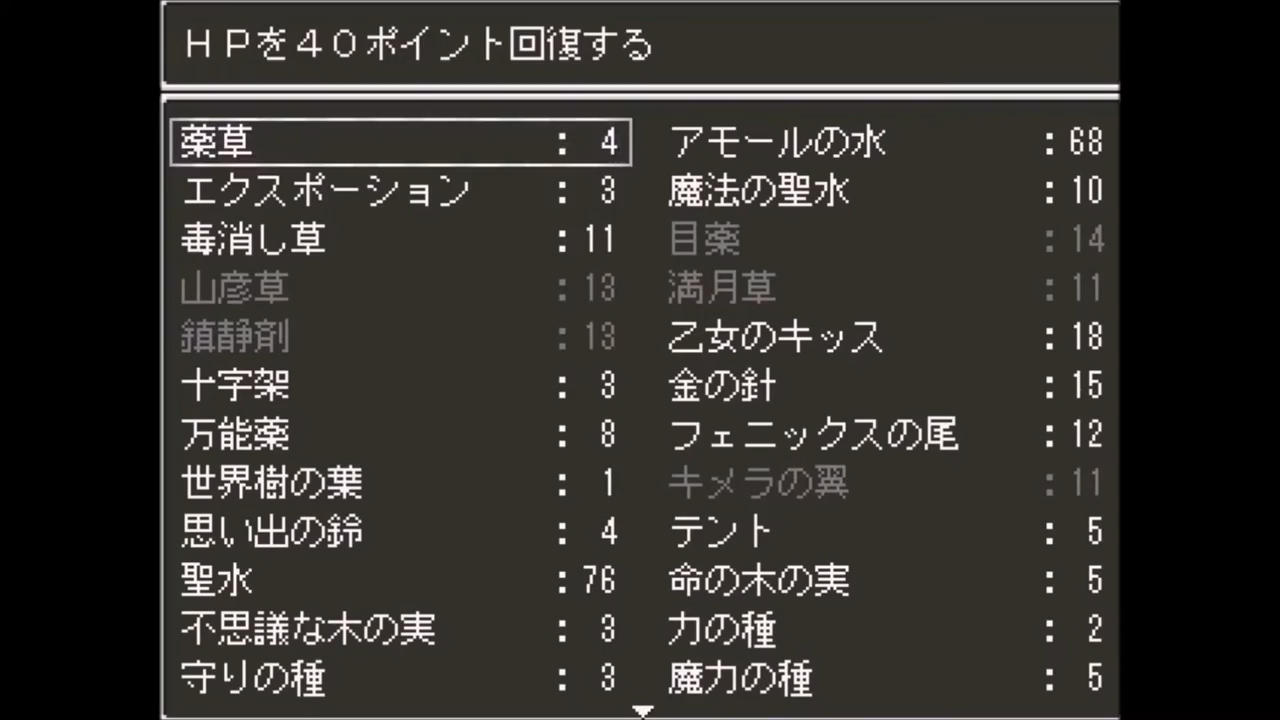 ＨＰを４０ポイント回復する
薬草 : 4 アモールの水 : 68
エクスポーション : 3 魔法の聖水 : 10
毒消し草 : 11 目薬 : 14
山彦草 : 13 満月草 : 11
鎮静剤 : 13 乙女のキッス : 18
十字架 : 3 金の針 : 15
万能薬 : 8 フェニックスの尾 : 12
世界樹の葉 : 1 キメラの翼 : 11
思い出の鈴 : 4 テント : 5
聖水 : 76 命の木の実 : 5
不思議な木の実 : 3 力の種 : 2
守りの種 : 3 魔力の種 : 5